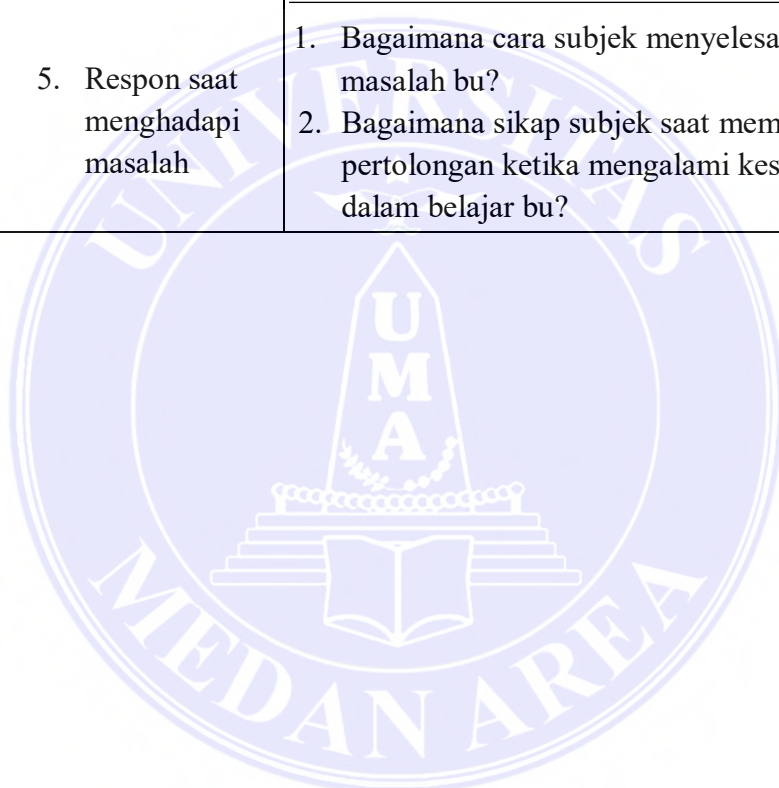 5. Respon saat
menghadapi
masalah
1. Bagaimana cara subjek menyelesa
masalah bu?
2. Bagaimana sikap subjek saat mem
pertolongan ketika mengalami kes
dalam belajar bu?
UNIVERSITAS
U
M
A
MEDAN AREA